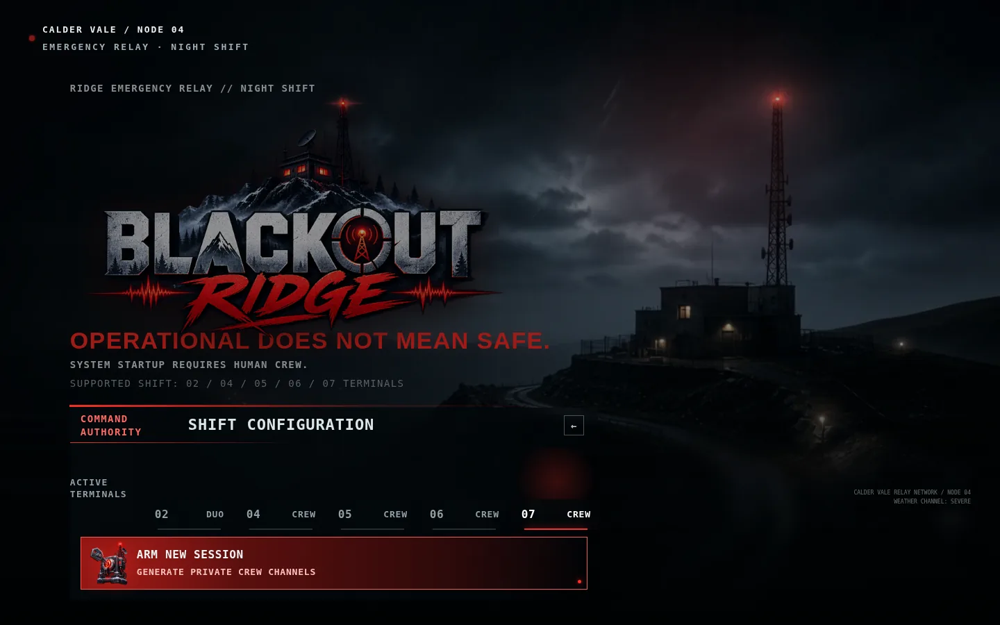 CALDER VALE / NODE 04
EMERGENCY RELAY · NIGHT SHIFT
RIDGE EMERGENCY RELAY // NIGHT SHIFT
BLACKOUT
RIDGE
OPERATIONAL DOES NOT MEAN SAFE.
SYSTEM STARTUP REQUIRES HUMAN CREW.
SUPPORTED SHIFT: 02 / 04 / 05 / 06 / 07 TERMINALS
COMMAND
AUTHORITY
SHIFT CONFIGURATION
←
ACTIVE
TERMINALS
02 DUO 04 CREW 05 CREW 06 CREW 07 CREW
ARM NEW SESSION
GENERATE PRIVATE CREW CHANNELS
CALDER VALE RELAY NETWORK / NODE 04
WEATHER CHANNEL: SEVERE